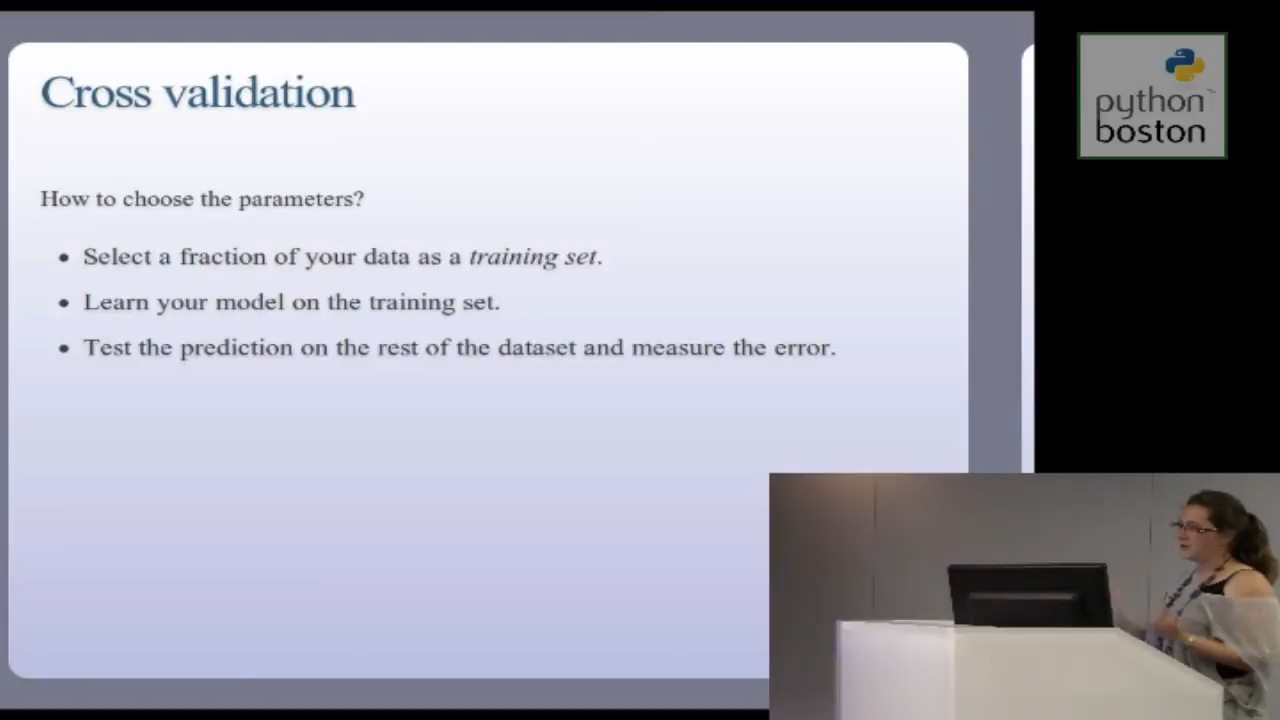 Cross validation
How to choose the parameters?
• Select a fraction of your data as a training set.
• Learn your model on the training set.
• Test the prediction on the rest of the dataset and measure the error.
python™
boston